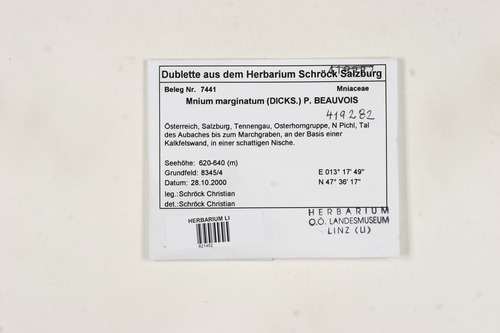 Dublette aus dem Herbarium Schröck Salzburg
Beleg Nr. 7441 Mniaceae
Mnium marginatum (DICKS.) P. BEAUVOIS
419282
Österreich, Salzburg, Tennengau, Osterhorngruppe, N Pichl, Tal
des Aubaches bis zum Marchgraben, an der Basis einer
Kalkfelswand, in einer schattigen Nische.
Seehöhe: 620-640 (m)
Grundfeld: 8345/4 E 013° 17' 49"
Datum: 28.10.2000 N 47° 36' 17"
leg.:Schröck Christian
det.:Schröck Christian
HERBARIUM LI
821452
HERBARIUM
O.Ö. LANDESMUSEUM
LINZ (LI)